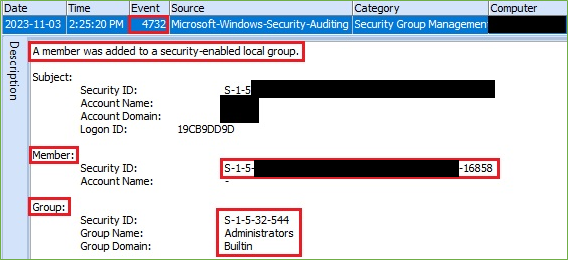 Date Time Event Source Category Computer
2023-11-03 2:25:20 PM 4732 Microsoft-Windows-Security-Auditing Security Group Management
Description
A member was added to a security-enabled local group.
Subject:
Security ID: S-1-5
Account Name:
Account Domain:
Logon ID: 19CB9DD9D
Member:
Security ID: S-1-5- -16858
Account Name: -
Group:
Security ID: S-1-5-32-544
Group Name: Administrators
Group Domain: Builtin